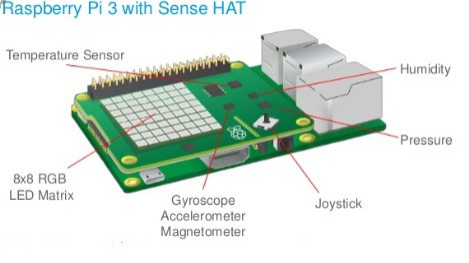 Raspberry Pi 3 with Sense HAT
Temperature Sensor
Humidity
Pressure
8x8 RGB
LED Matrix
Gyroscope
Accelerometer
Magnetometer
Joystick